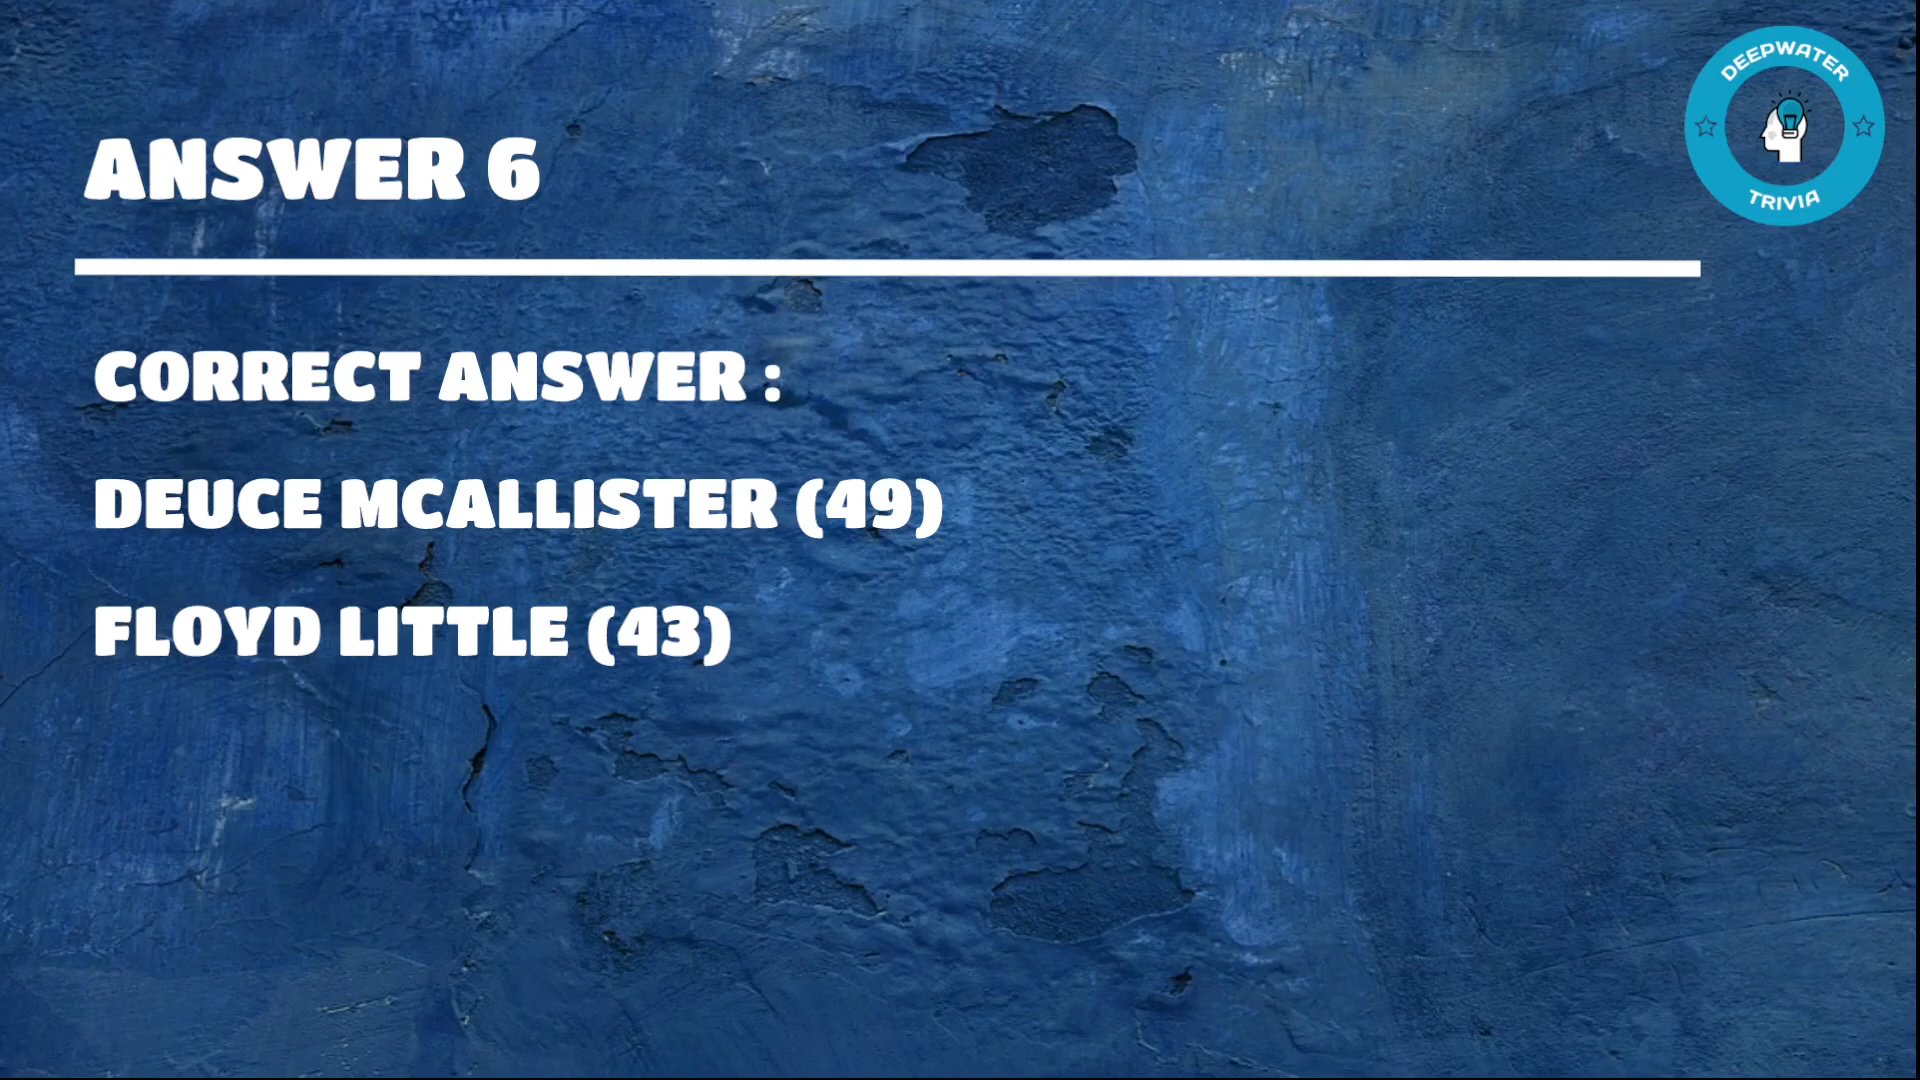 DEEPWATER
TRIVIA
ANSWER 6
CORRECT ANSWER :
DEUCE MCALLISTER (49)
FLOYD LITTLE (43)